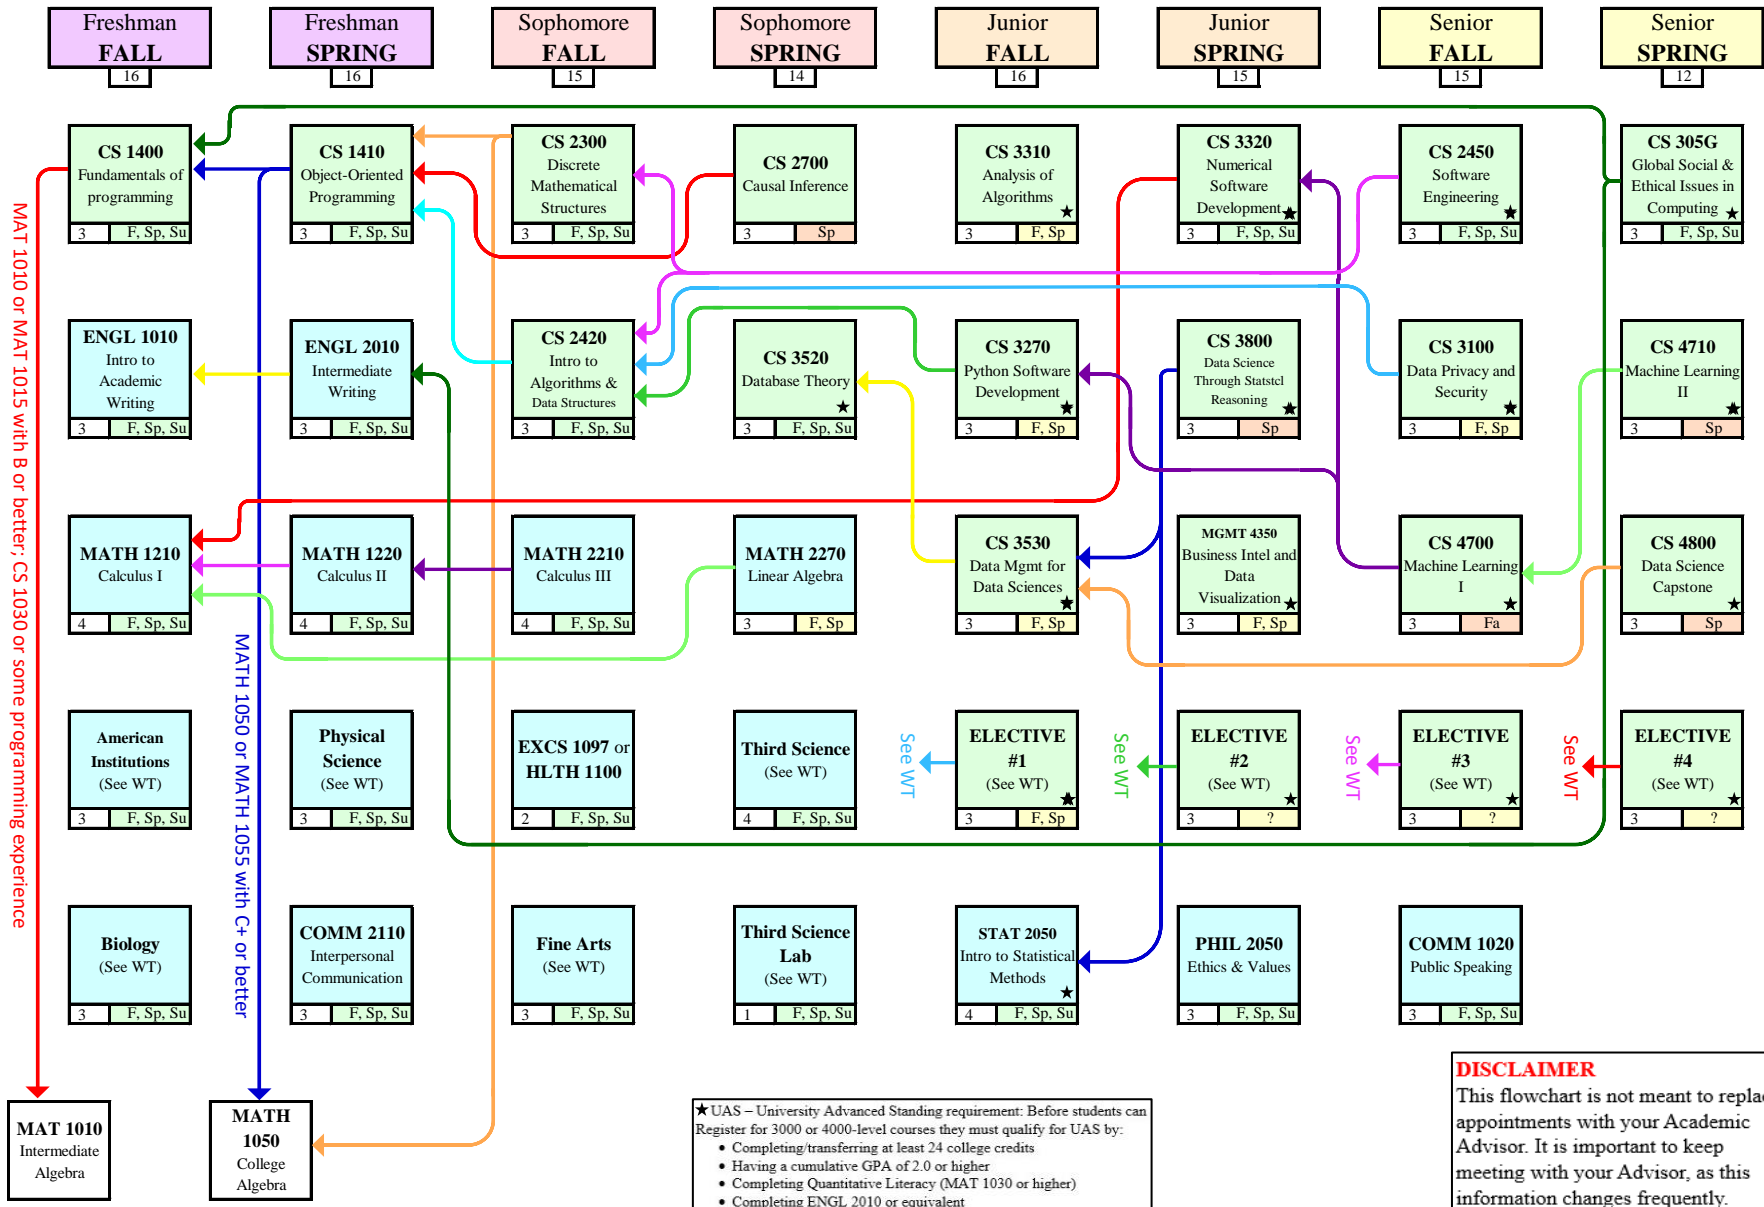 Freshman
FALL
16
Freshman
SPRING
16
Sophomore
FALL
15
Sophomore
SPRING
14
Junior
FALL
16
Junior
SPRING
15
Senior
FALL
15
Senior
SPRING
12
CS 1400
Fundamentals of
programming
3 F, Sp, Su
CS 1410
Object-Oriented
Programming
3 F, Sp, Su
CS 2300
Discrete
Mathematical
Structures
3 F, Sp, Su
CS 2700
Causal Inference
3 Sp
CS 3310
Analysis of
Algorithms
★
3 F, Sp
CS 3320
Numerical
Software
Development ★
3 F, Sp, Su
CS 2450
Software
Engineering
★
3 F, Sp, Su
CS 305G
Global Social &
Ethical Issues in
Computing ★
3 F, Sp, Su
ENGL 1010
Intro to
Academic
Writing
3 F, Sp, Su
ENGL 2010
Intermediate
Writing
3 F, Sp, Su
CS 2420
Intro to
Algorithms &
Data Structures
3 F, Sp, Su
CS 3520
Database Theory
★
3 F, Sp, Su
CS 3270
Python Software
Development
★
3 F, Sp
CS 3800
Data Science
Through Statstcl
Reasoning
★
3 Sp
CS 3100
Data Privacy and
Security
★
3 F, Sp
CS 4710
Machine Learning
II
★
3 Sp
MATH 1210
Calculus I
4 F, Sp, Su
MATH 1220
Calculus II
4 F, Sp, Su
MATH 2210
Calculus III
4 F, Sp, Su
MATH 2270
Linear Algebra
3 F, Sp
CS 3530
Data Mgmt for
Data Sciences
★
3 F, Sp
MGMT 4350
Business Intel and
Data
Visualization ★
3 F, Sp
CS 4700
Machine Learning
I
★
3 Fa
CS 4800
Data Science
Capstone
★
3 Sp
American
Institutions
(See WT)
3 F, Sp, Su
Physical
Science
(See WT)
3 F, Sp, Su
EXCS 1097 or
HLTH 1100
2 F, Sp, Su
Third Science
(See WT)
4 F, Sp, Su
See WT
ELECTIVE
#1
(See WT)
★
3 F, Sp
See WT
ELECTIVE
#2
(See WT)
★
3 ?
See WT
ELECTIVE
#3
(See WT)
★
3 ?
See WT
ELECTIVE
#4
(See WT)
★
3 ?
Biology
(See WT)
3 F, Sp, Su
COMM 2110
Interpersonal
Communication
3 F, Sp, Su
Fine Arts
(See WT)
3 F, Sp, Su
Third Science
Lab
(See WT)
1 F, Sp, Su
STAT 2050
Intro to Statistical
Methods
★
4 F, Sp, Su
PHIL 2050
Ethics & Values
3 F, Sp, Su
COMM 1020
Public Speaking
3 F, Sp, Su
MAT 1010 or MAT 1015 with B or better; CS 1030 or some programming experience
MATH 1050 or MATH 1055 with C+ or better
MAT 1010
Intermediate
Algebra
MATH
1050
College
Algebra
★ UAS – University Advanced Standing requirement: Before students can
Register for 3000 or 4000-level courses they must qualify for UAS by:
• Completing/transferring at least 24 college credits
• Having a cumulative GPA of 2.0 or higher
• Completing Quantitative Literacy (MAT 1030 or higher)
• Completing ENGL 2010 or equivalent
DISCLAIMER
This flowchart is not meant to replac
appointments with your Academic
Advisor. It is important to keep
meeting with your Advisor, as this
information changes frequently.